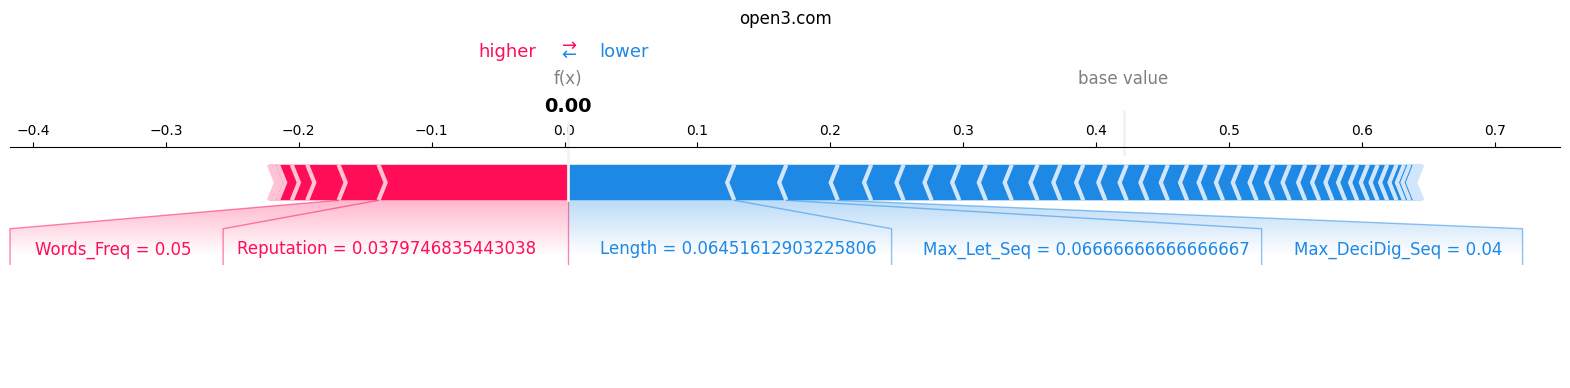 open3.com
higher ⇄ lower
f(x) base value
0.00
−0.4 −0.3 −0.2 −0.1 0.0 0.1 0.2 0.3 0.4 0.5 0.6 0.7
Words_Freq = 0.05 Reputation = 0.0379746835443038 Length = 0.06451612903225806 Max_Let_Seq = 0.06666666666666667 Max_DeciDig_Seq = 0.04